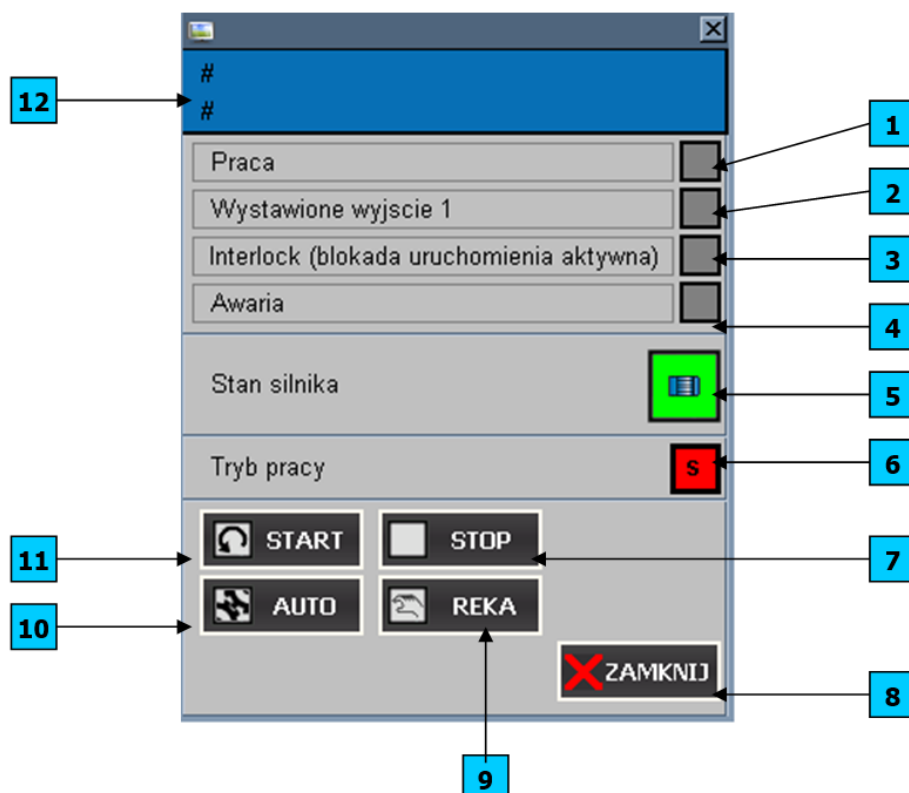 #
12
#
1
Praca
2
Wystawione wyjscie 1
3
Interlock (blokada uruchomienia aktywna)
Awaria
4
Stan silnika
5
Tryb pracy
S
6
START
STOP
11
7
AUTO
REKA
10
ZAMKNIJ
8
9